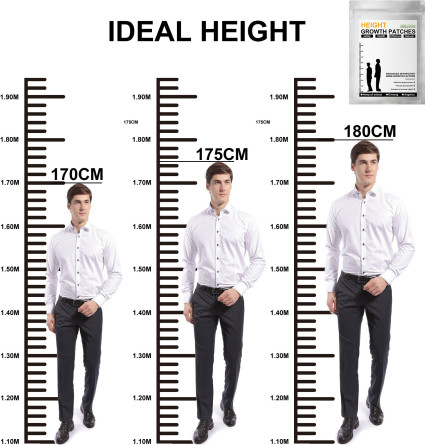 IDEAL HEIGHT
HEIGHT
GROWTH PATCHES
1.90M
1.80M
1.70M
1.60M
1.50M
1.40M
1.30M
1.20M
1.10M
170CM
175CM
1.90M
1.80M
1.70M
1.60M
1.50M
1.40M
1.30M
1.20M
1.10M
175CM
175CM
1.90M
1.80M
1.70M
1.60M
1.50M
1.40M
1.30M
1.20M
1.10M
180CM